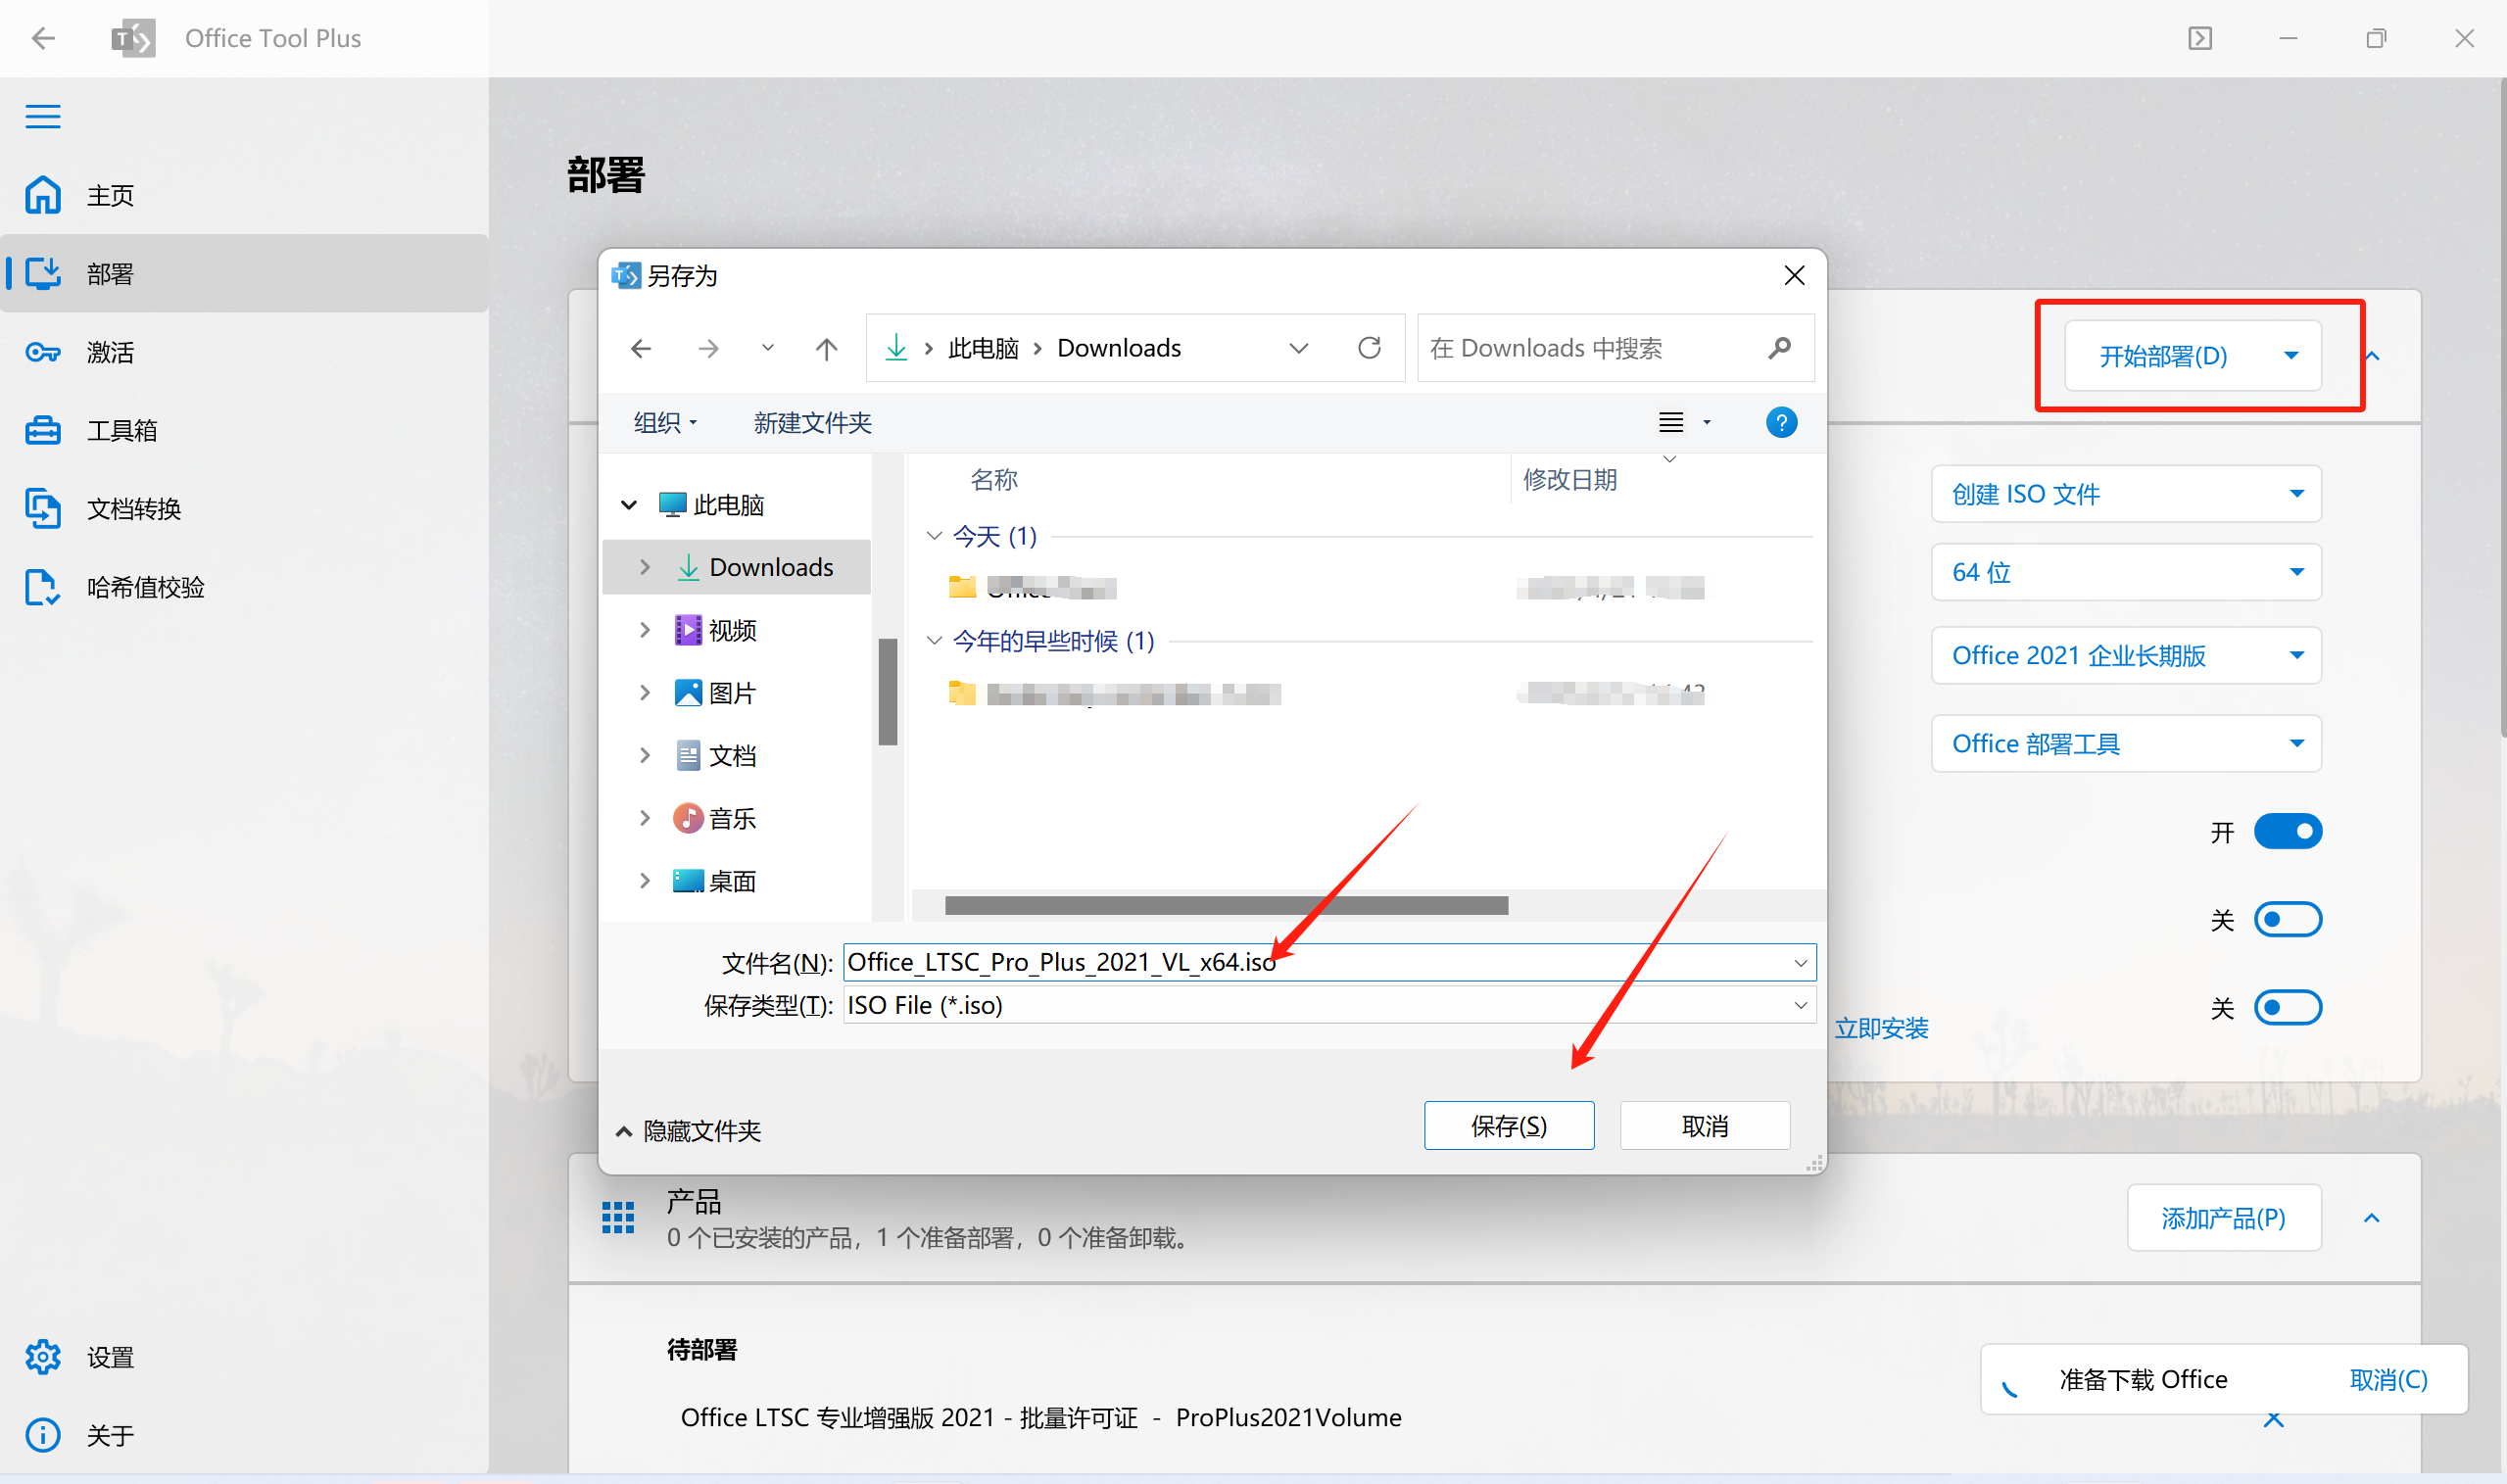 Office Tool Plus
主页
部署
激活
工具箱
文档转换
哈希值校验
设置
关于
部署
开始部署(D)
创建 ISO 文件
64 位
Office 2021 企业长期版
Office 部署工具
开
关
关
立即安装
另存为
此电脑
Downloads
在 Downloads 中搜索
组织
新建文件夹
此电脑
Downloads
视频
图片
文档
音乐
桌面
名称
修改日期
今天 (1)
今年的早些时候 (1)
文件名(N):
Office_LTSC_Pro_Plus_2021_VL_x64.iso
保存类型(T):
ISO File (*.iso)
隐藏文件夹
保存(S)
取消
产品
0 个已安装的产品，1 个准备部署，0 个准备卸载。
添加产品(P)
待部署
Office LTSC 专业增强版 2021 - 批量许可证 - ProPlus2021Volume
准备下载 Office
取消(C)